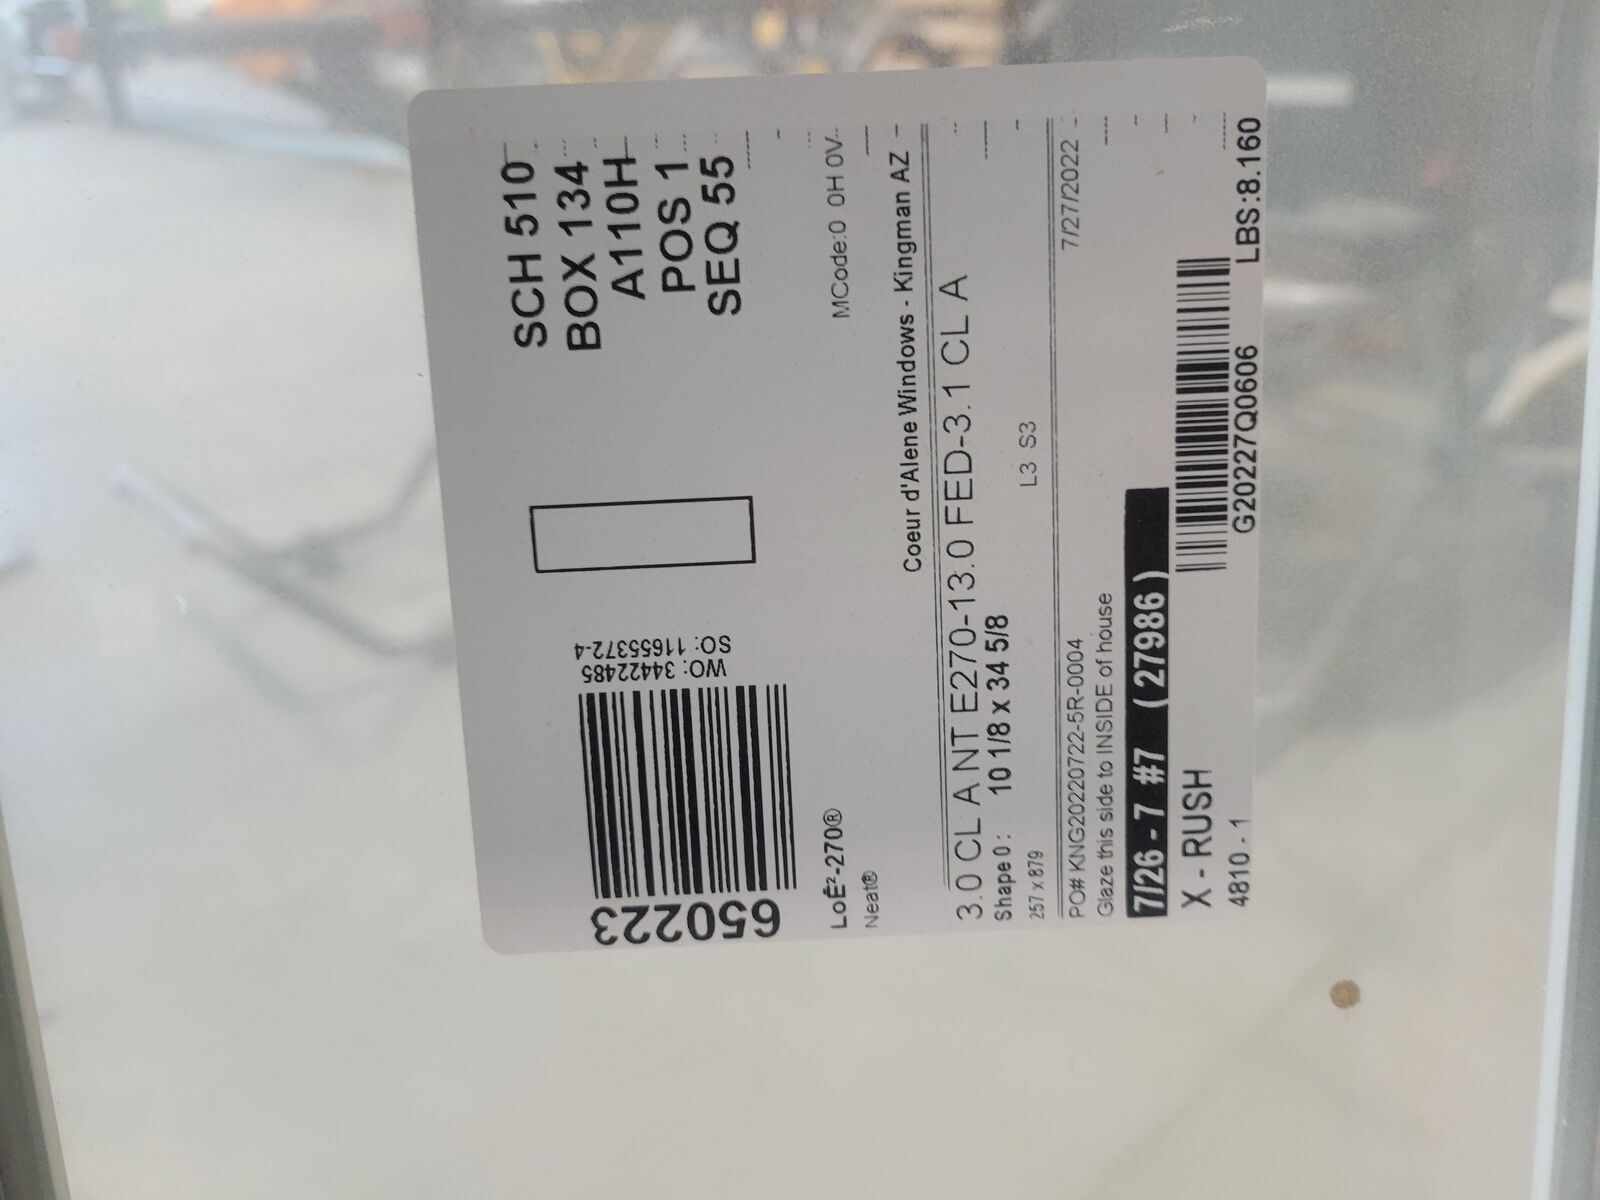 SCH 510
BOX 134
A110H
POS 1
SEQ 55
650223
WO: 34422485
SO: 11655372-4
LoĒ²-270®
MCode:0 0H 0V
Neat®
Coeur d'Alene Windows - Kingman AZ
3.0 CL ANT E270-13.0 FED-3.1 CL A
Shape 0: 10 1/8 x 34 5/8
257 x 879 L3 S3
PO# KNG20220722-5R-0004 7/27/2022
Glaze this side to INSIDE of house
7/26 - 7 #7 ( 27986 )
X - RUSH
4810 - 1 G20227Q0606 LBS:8.160